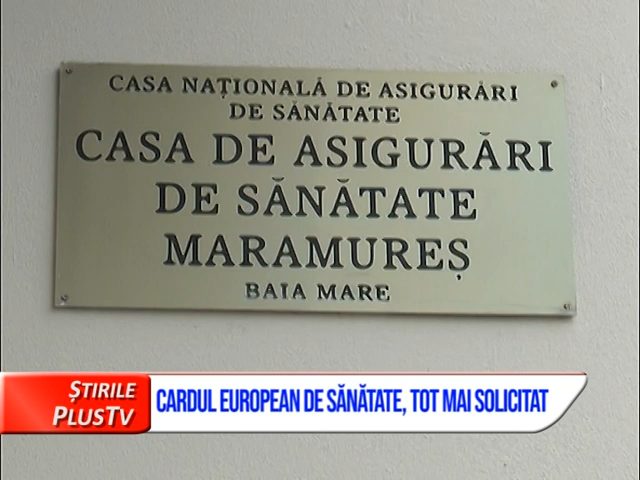 CASA NAȚIONALĂ DE ASIGURĂRI
DE SĂNĂTATE
CASA DE ASIGURĂRI
DE SĂNĂTATE
MARAMUREȘ
BAIA MARE
ȘTIRILE
PLUSTV
CARDUL EUROPEAN DE SĂNĂTATE, TOT MAI SOLICITAT